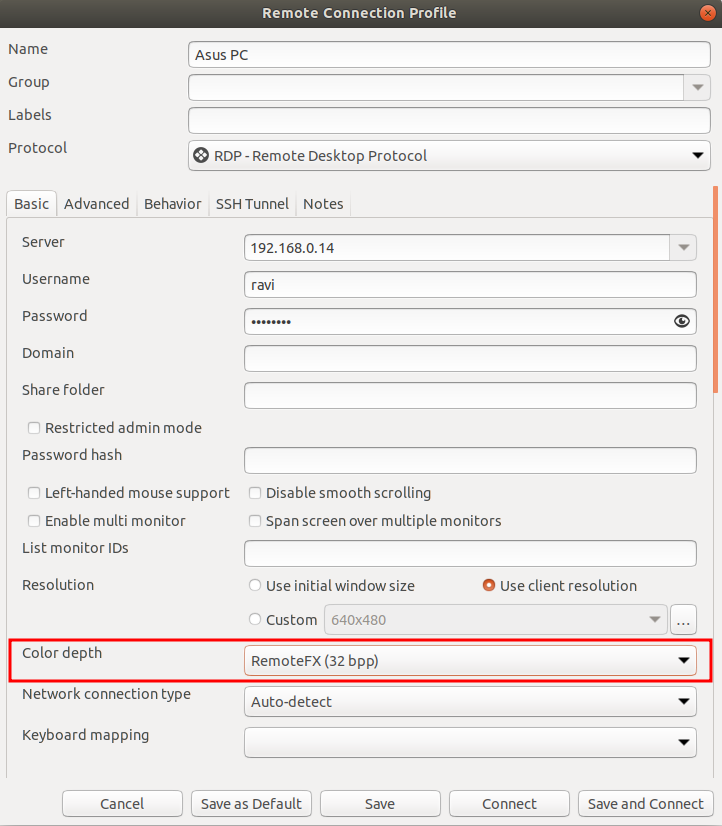 Remote Connection Profile
Name Asus PC
Group
Labels
Protocol RDP - Remote Desktop Protocol
Basic Advanced Behavior SSH Tunnel Notes
Server 192.168.0.14
Username ravi
Password ••••••••
Domain
Share folder
Restricted admin mode
Password hash
Left-handed mouse support Disable smooth scrolling
Enable multi monitor Span screen over multiple monitors
List monitor IDs
Resolution Use initial window size Use client resolution
Custom 640x480 ...
Color depth RemoteFX (32 bpp)
Network connection type Auto-detect
Keyboard mapping
Cancel Save as Default Save Connect Save and Connect